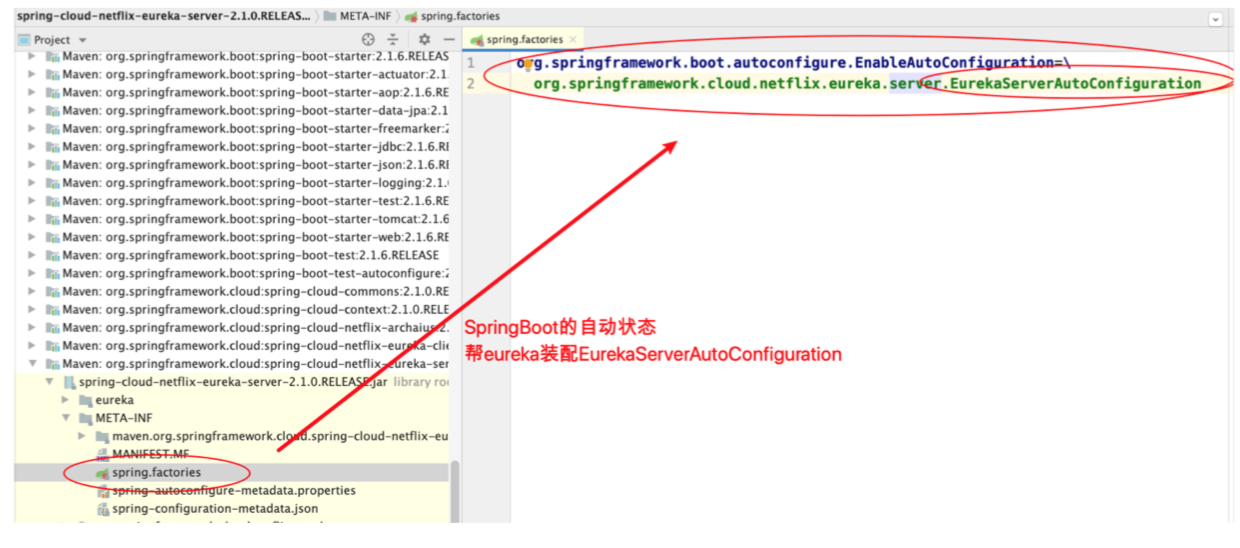 spring-cloud-netflix-eureka-server-2.1.0.RELEAS... META-INF spring.factories
Project
spring.factories
Maven: org.springframework.boot:spring-boot-starter:2.1.6.RELEAS
Maven: org.springframework.boot:spring-boot-starter-actuator:2.1
Maven: org.springframework.boot:spring-boot-starter-aop:2.1.6.RE
Maven: org.springframework.boot:spring-boot-starter-data-jpa:2.1
Maven: org.springframework.boot:spring-boot-starter-freemarker:2
Maven: org.springframework.boot:spring-boot-starter-jdbc:2.1.6.RE
Maven: org.springframework.boot:spring-boot-starter-json:2.1.6.RE
Maven: org.springframework.boot:spring-boot-starter-logging:2.1.
Maven: org.springframework.boot:spring-boot-starter-test:2.1.6.RE
Maven: org.springframework.boot:spring-boot-starter-tomcat:2.1.6
Maven: org.springframework.boot:spring-boot-starter-web:2.1.6.RE
Maven: org.springframework.boot:spring-boot-test:2.1.6.RELEASE
Maven: org.springframework.boot:spring-boot-test-autoconfigure:2
Maven: org.springframework.cloud:spring-cloud-commons:2.1.0.RE
Maven: org.springframework.cloud:spring-cloud-context:2.1.0.RELE
Maven: org.springframework.cloud:spring-cloud-netflix-archaius:2.
Maven: org.springframework.cloud:spring-cloud-netflix-eureka-clie
Maven: org.springframework.cloud:spring-cloud-netflix-eureka-ser
spring-cloud-netflix-eureka-server-2.1.0.RELEASE.jar library roo
eureka
META-INF
maven.org.springframework.cloud.spring-cloud-netflix-eu
MANIFEST.MF
spring.factories
spring-autoconfigure-metadata.properties
spring-configuration-metadata.json
1 org.springframework.boot.autoconfigure.EnableAutoConfiguration=\
2 org.springframework.cloud.netflix.eureka.server.EurekaServerAutoConfiguration
SpringBoot的自动状态
帮eureka装配EurekaServerAutoConfiguration